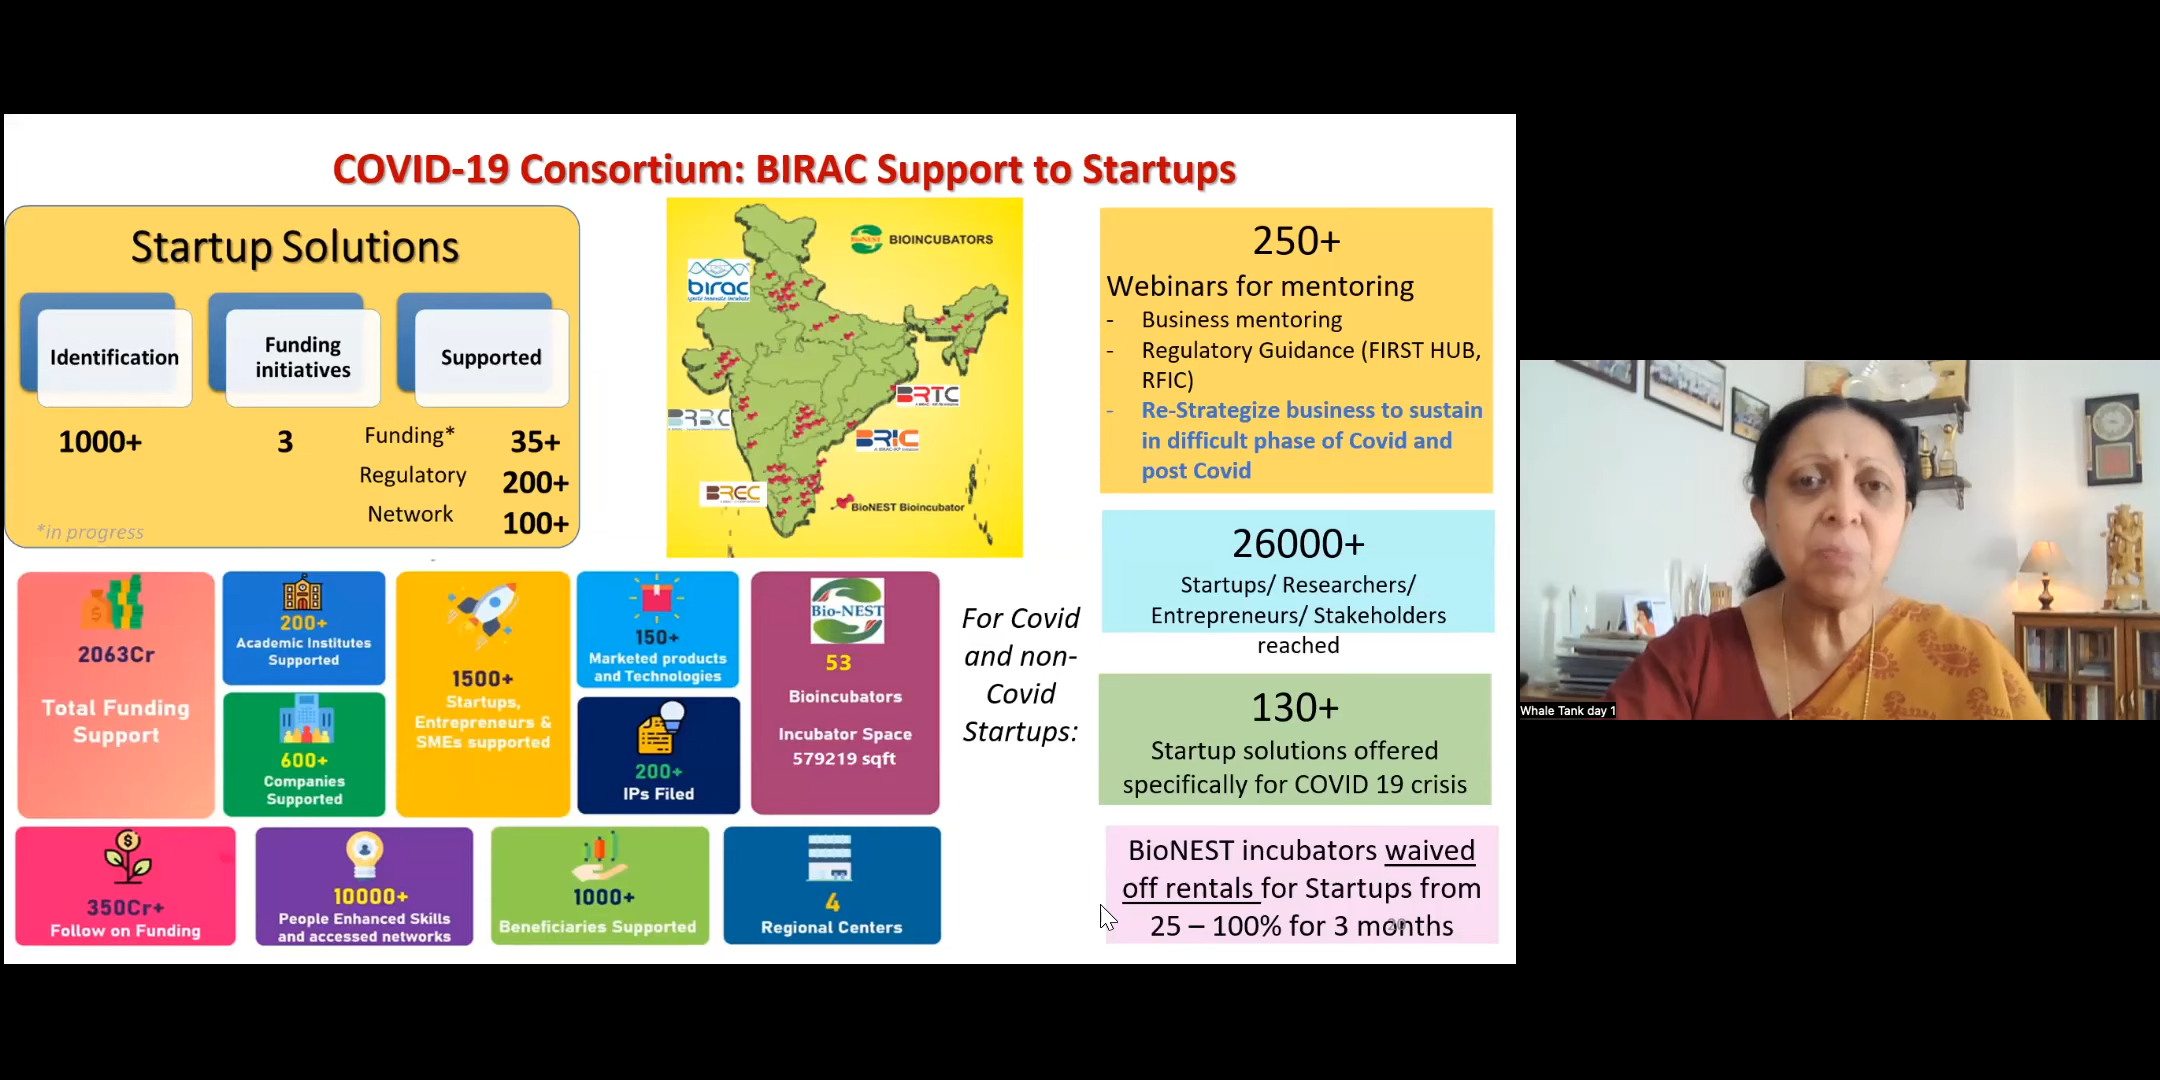 COVID-19 Consortium: BIRAC Support to Startups
Startup Solutions
Identification
Funding
initiatives
Supported
1000+
3
Funding*
35+
Regulatory
200+
Network
100+
*in progress
BioNEST
BIOINCUBATORS
birac
Ignite Innovate Incubate
BRTC
BRBC
BRIC
BREC
BioNEST Bioincubator
250+
Webinars for mentoring
- Business mentoring
- Regulatory Guidance (FIRST HUB,
RFIC)
- Re-Strategize business to sustain
in difficult phase of Covid and
post Covid
26000+
Startups/ Researchers/
Entrepreneurs/ Stakeholders
reached
130+
Startup solutions offered
specifically for COVID 19 crisis
BioNEST incubators waived
off rentals for Startups from
25 – 100% for 3 months
20
For Covid
and non-
Covid
Startups:
2063Cr
Total Funding
Support
200+
Academic Institutes
Supported
600+
Companies
Supported
1500+
Startups,
Entrepreneurs &
SMEs supported
150+
Marketed products
and Technologies
200+
IPs Filed
Bio-NEST
53
Bioincubators
Incubator Space
579219 sqft
350Cr+
Follow on Funding
10000+
People Enhanced Skills
and accessed networks
1000+
Beneficiaries Supported
4
Regional Centers
Whale Tank day 1